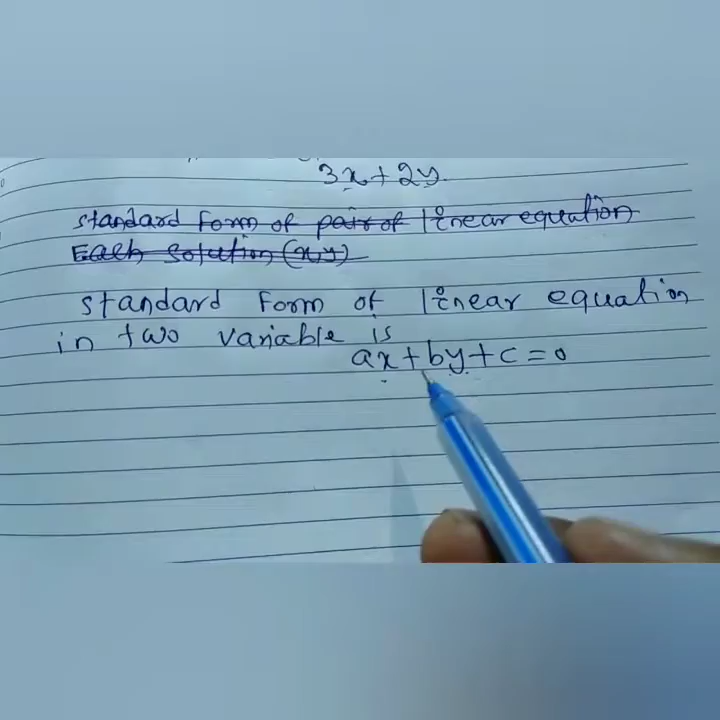 3x+2y
standard Form of pair of linear equation
Each solution (x,y)
standard Form of linear equation
in two variable is
ax+by+c=0